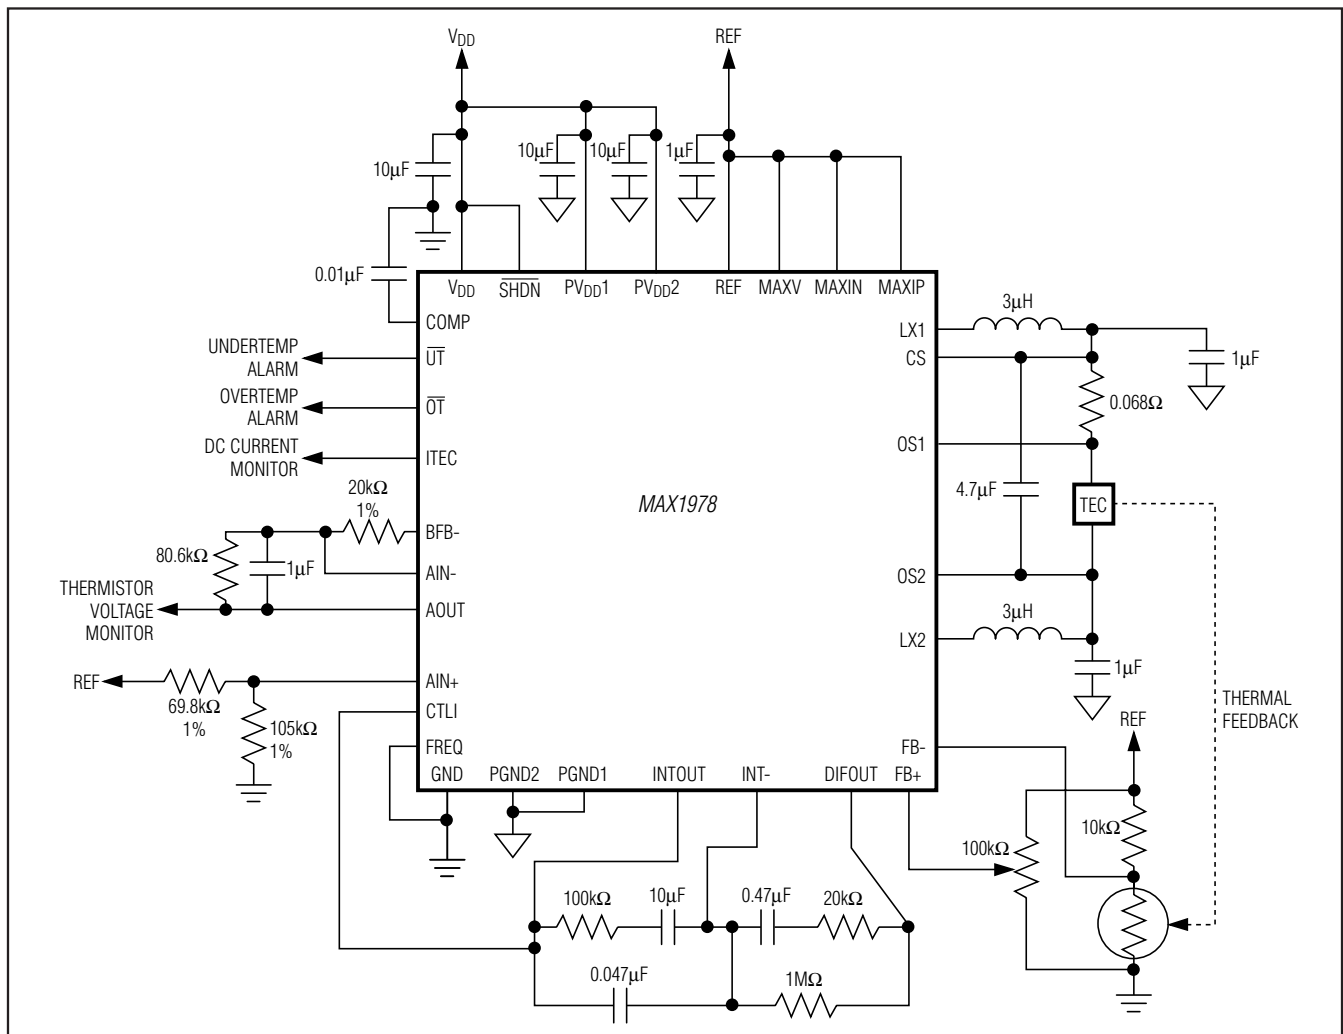 VDD
REF
10µF
10µF
10µF
1µF
0.01µF
VDD
SHDN
PVDD1
PVDD2
REF
MAXV
MAXIN
MAXIP
COMP
UNDERTEMP
ALARM
UT
OVERTEMP
ALARM
OT
DC CURRENT
MONITOR
ITEC
20kΩ
1%
BFB-
80.6kΩ
1µF
AIN-
THERMISTOR
VOLTAGE
MONITOR
AOUT
REF
69.8kΩ
1%
AIN+
105kΩ
1%
CTLI
FREQ
MAX1978
LX1
3µH
CS
1µF
0.068Ω
OS1
4.7µF
TEC
OS2
3µH
LX2
1µF
THERMAL
FEEDBACK
REF
FB-
GND
PGND2
PGND1
INTOUT
INT-
DIFOUT
FB+
100kΩ
10kΩ
100kΩ
10µF
0.47µF
20kΩ
0.047µF
1MΩ